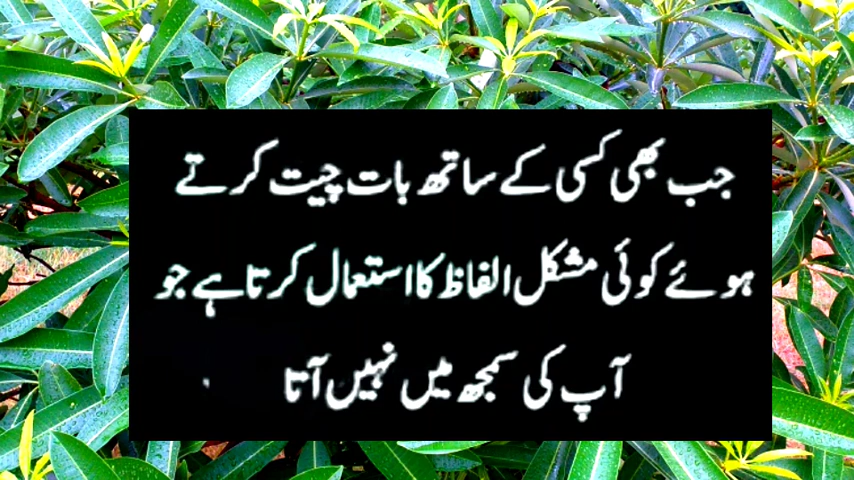 جب بھی کسی کے ساتھ بات چیت کرتے
ہوئے کوئی مشکل الفاظ کا استعمال کرتا ہے جو
آپ کی سمجھ میں نہیں آتا